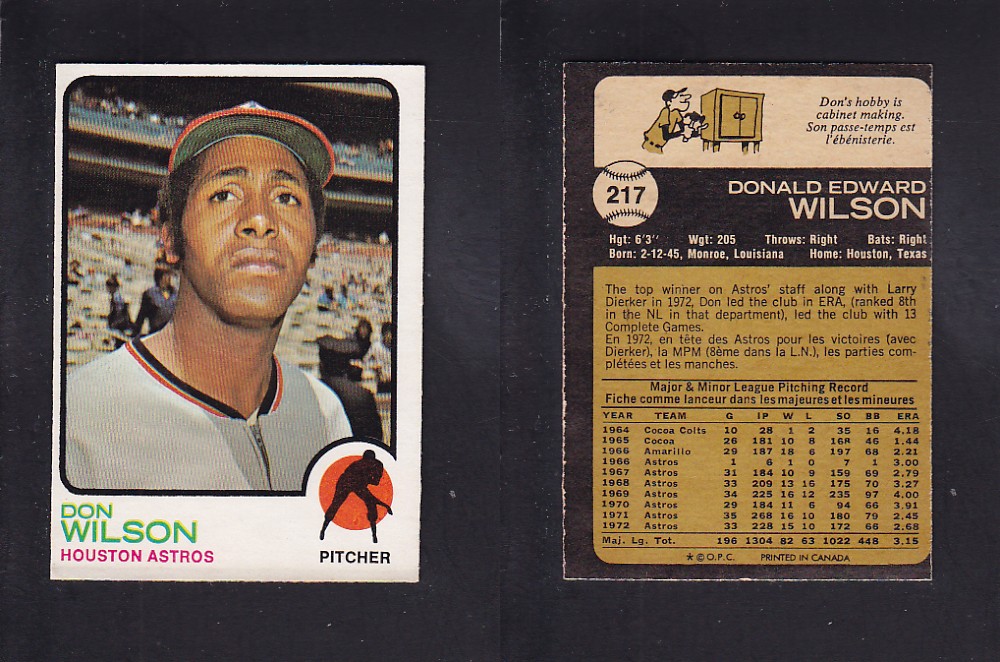 DON
WILSON
HOUSTON ASTROS
PITCHER
Don's hobby is
cabinet making.
Son passe-temps est
l'ébénisterie.
217
DONALD EDWARD
WILSON
Hgt: 6'3" Wgt: 205 Throws: Right Bats: Right
Born: 2-12-45, Monroe, Louisiana Home: Houston, Texas
The top winner on Astros' staff along with Larry
Dierker in 1972, Don led the club in ERA, (ranked 8th
in the NL in that department), led the club with 13
Complete Games.
En 1972, en tête des Astros pour les victoires (avec
Dierker), la MPM (8ème dans la L.N.), les parties com-
plétées et les manches.
Major & Minor League Pitching Record
Fiche comme lanceur dans les majeures et les mineures
YEAR TEAM G IP W L SO BB ERA
1964 Cocoa Colts 10 28 1 2 35 16 4.18
1965 Cocoa 26 181 10 8 168 46 1.44
1966 Amarillo 29 187 18 6 197 68 2.21
1966 Astros 1 6 1 0 7 1 3.00
1967 Astros 31 184 10 9 159 69 2.79
1968 Astros 33 209 13 16 175 70 3.27
1969 Astros 34 225 16 12 235 97 4.00
1970 Astros 29 184 11 6 94 66 3.91
1971 Astros 35 268 16 10 180 79 2.45
1972 Astros 33 228 15 10 172 66 2.68
Maj. Lg. Tot. 196 1304 82 63 1022 448 3.15
* © O.P.C. PRINTED IN CANADA